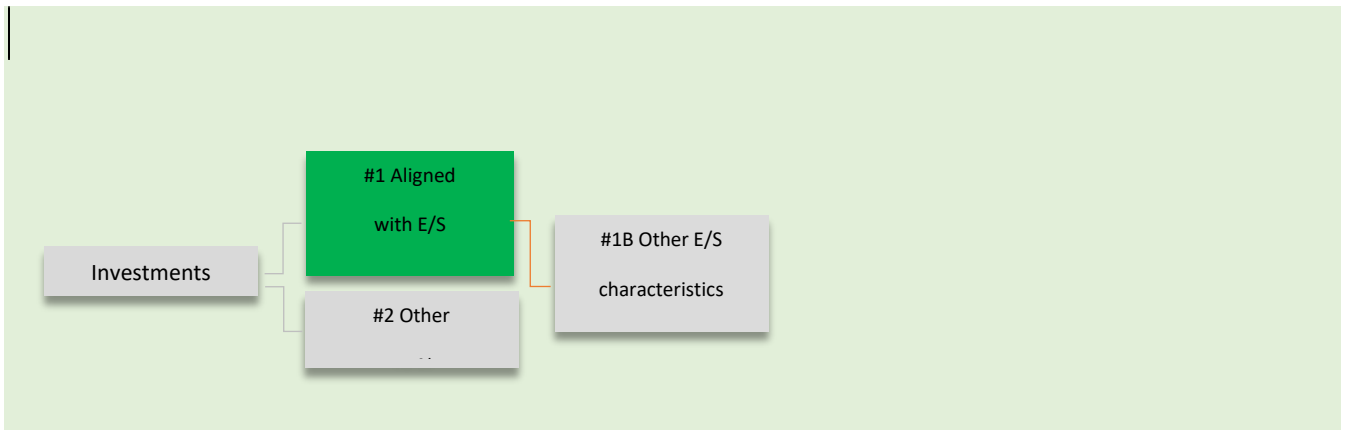 #1 Aligned
with E/S
Investments
#2 Other
#1B Other E/S
characteristics